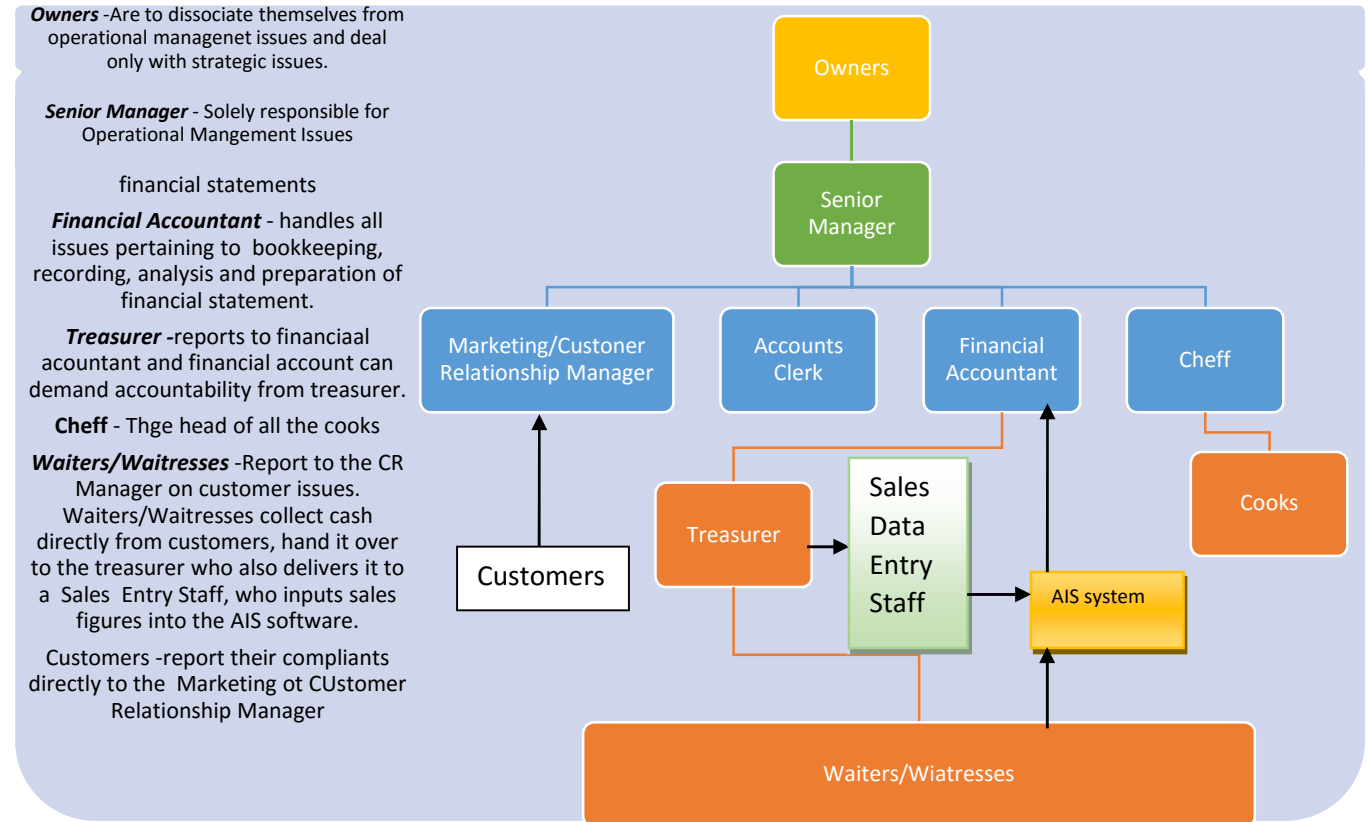 Owners -Are to dissociate themselves from
operational managenet issues and deal
only with strategic issues.
Senior Manager - Solely responsible for
Operational Mangement Issues
financial statements
Financial Accountant - handles all
issues pertaining to bookkeeping,
recording, analysis and preparation of
financial statement.
Treasurer -reports to financiaal
acountant and financial account can
demand accountability from treasurer.
Cheff - Thge head of all the cooks
Waiters/Waitresses -Report to the CR
Manager on customer issues.
Waiters/Waitresses collect cash
directly from customers, hand it over
to the treasurer who also delivers it to
a Sales Entry Staff, who inputs sales
figures into the AIS software.
Customers -report their compliants
directly to the Marketing ot CUstomer
Relationship Manager
Owners
Senior
Manager
Marketing/Custoner
Relationship Manager
Accounts
Clerk
Financial
Accountant
Cheff
Customers
Treasurer
Sales
Data
Entry
Staff
AIS system
Cooks
Waiters/Wiatresses